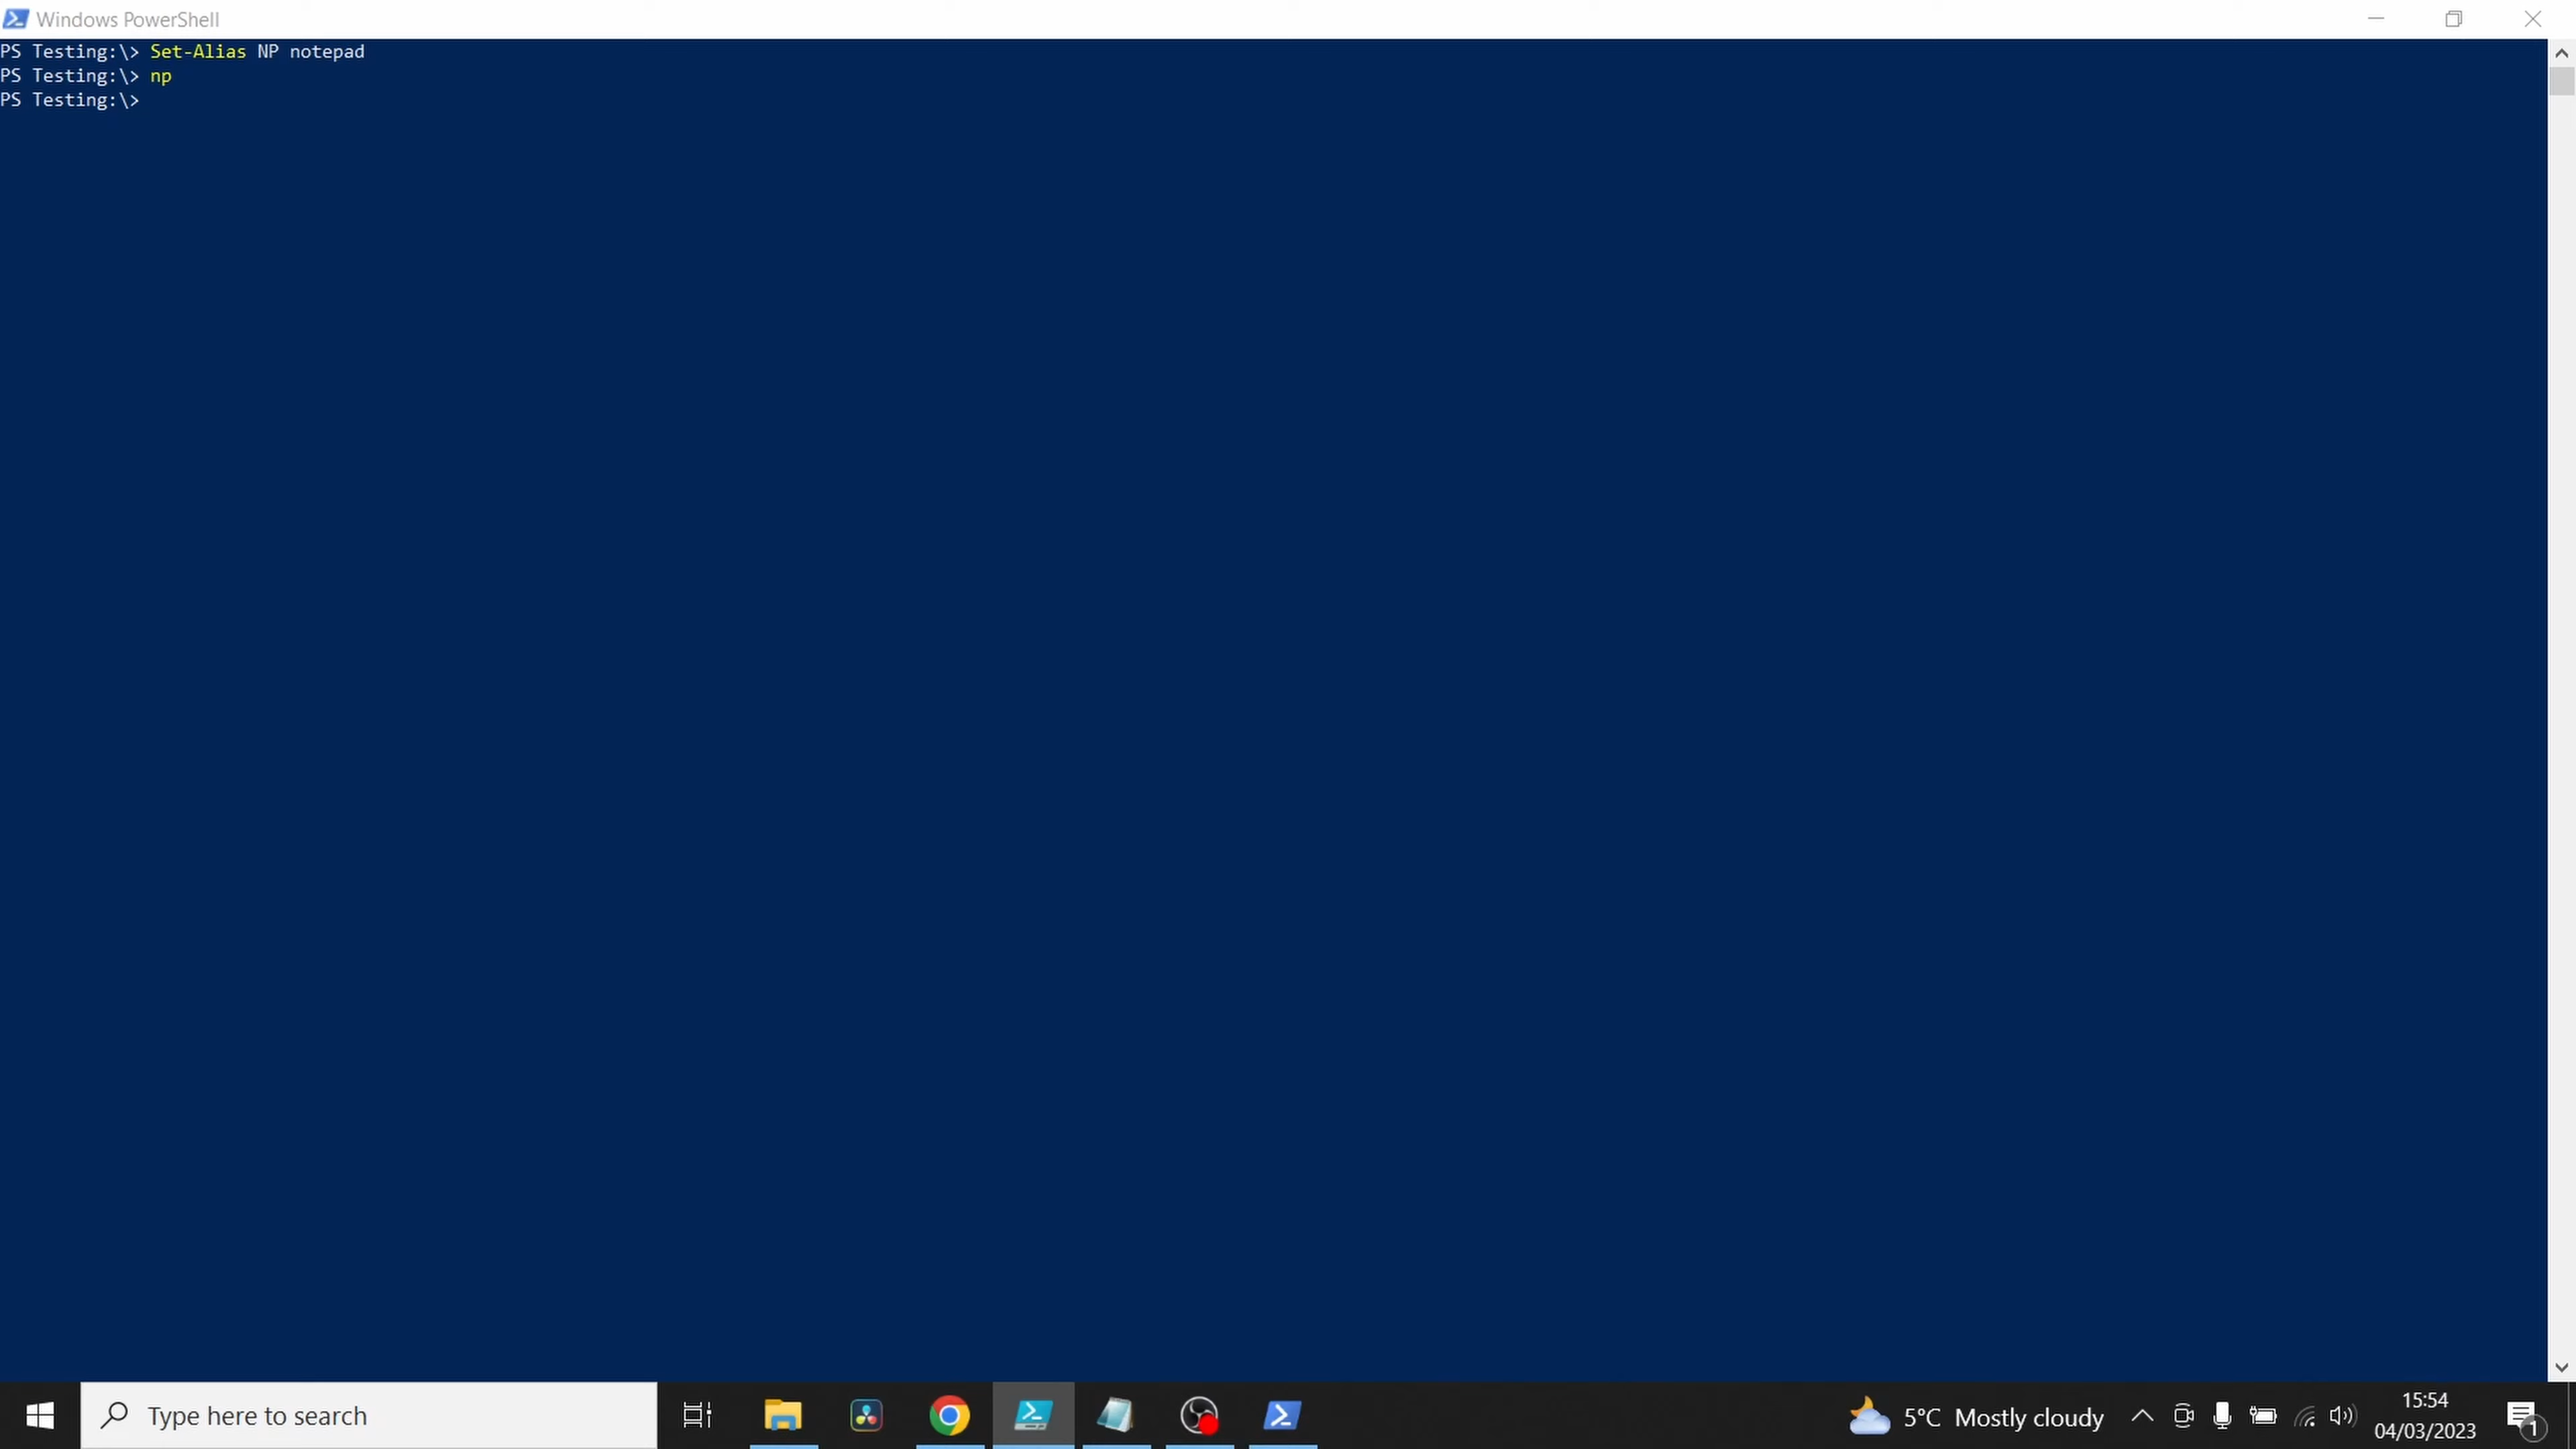 Windows PowerShell
PS Testing:\> Set-Alias NP notepad
PS Testing:\> np
PS Testing:\>
Type here to search
5°C Mostly cloudy
15:54
04/03/2023
1